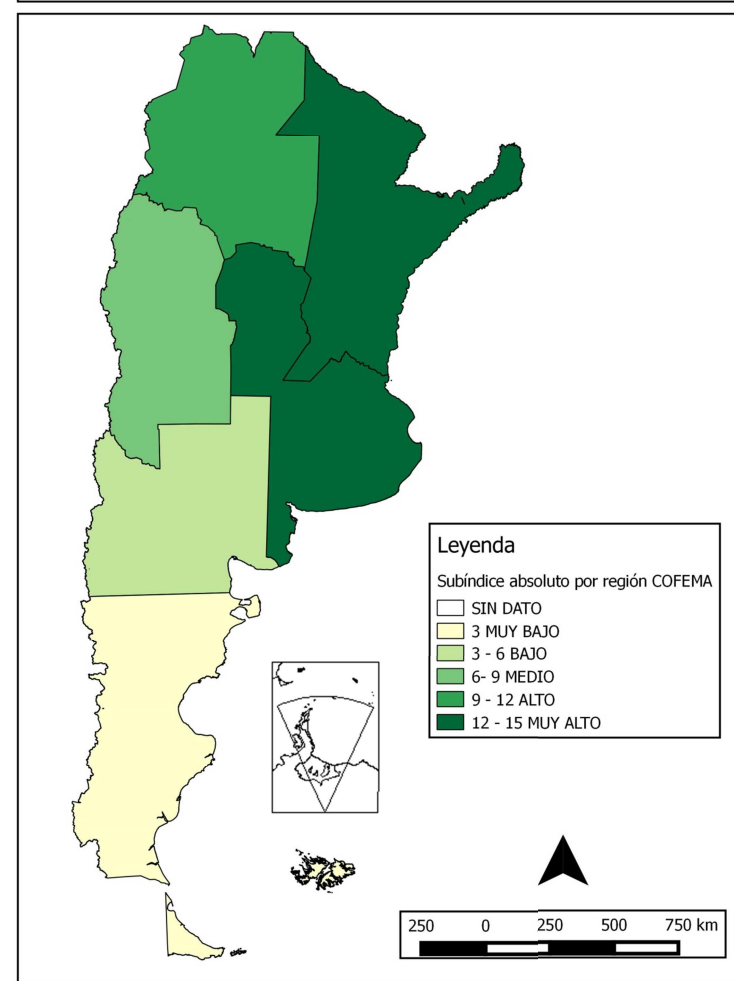 Leyenda
Subíndice absoluto por región COFEMA
SIN DATO
3 MUY BAJO
3 - 6 BAJO
6- 9 MEDIO
9 - 12 ALTO
12 - 15 MUY ALTO
250 0 250 500 750 km